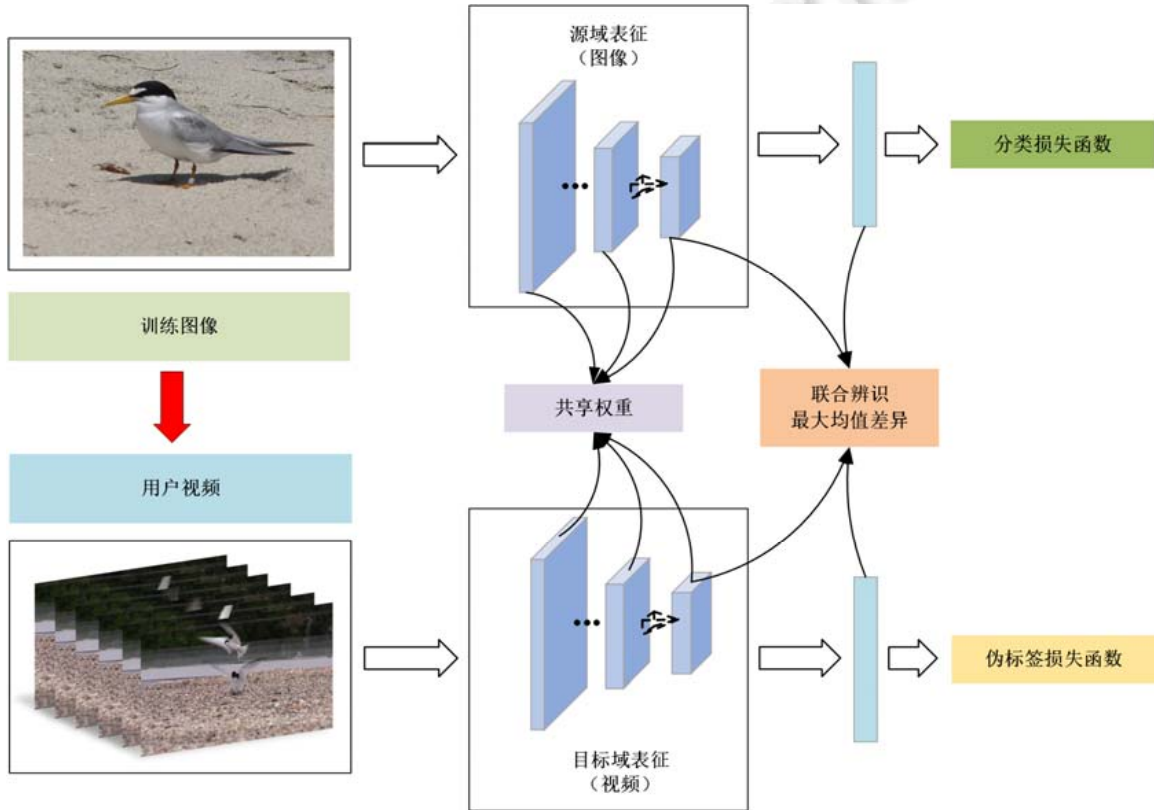 源域表征
（图像）
分类损失函数
训练图像
共享权重
联合辨识
最大均值差异
用户视频
伪标签损失函数
目标域表征
（视频）